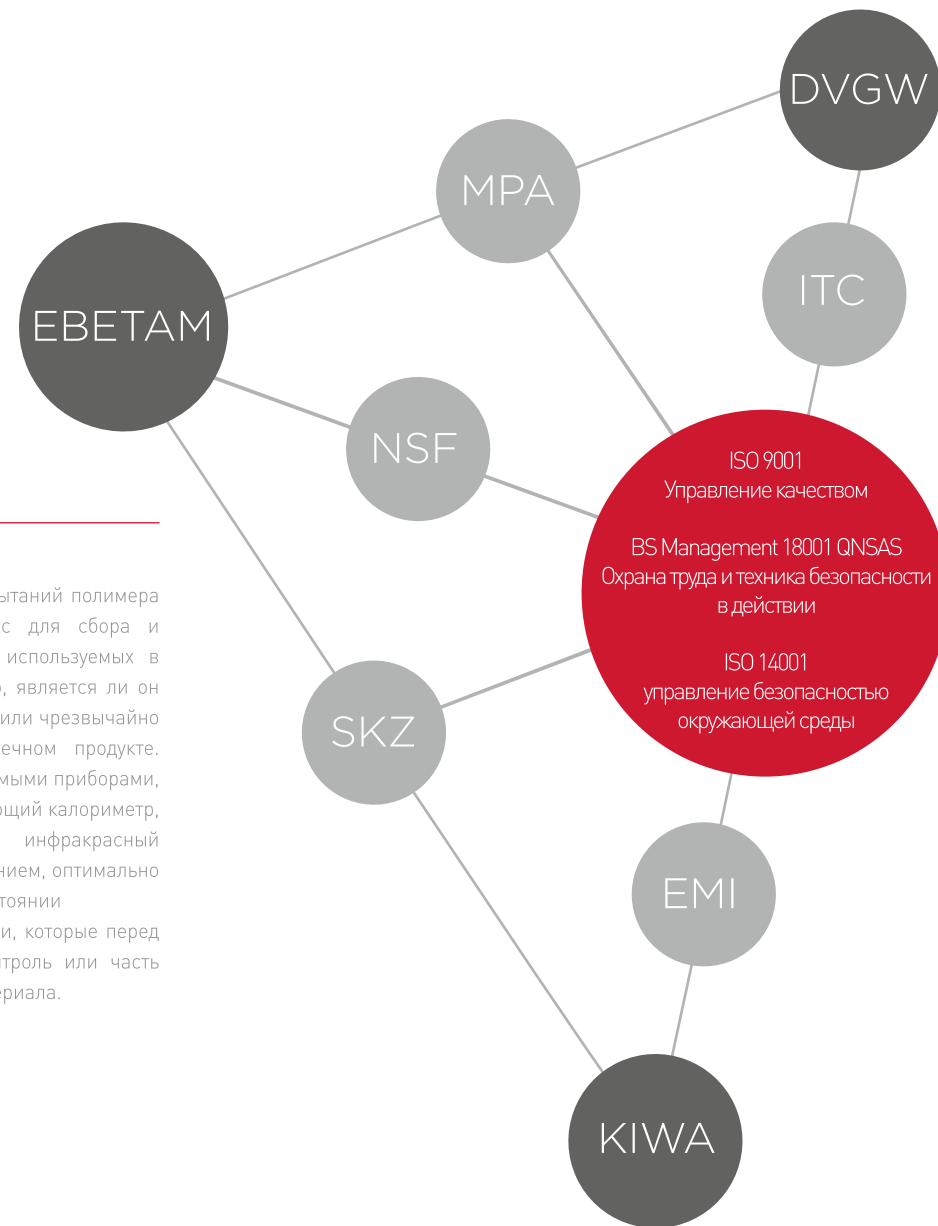 DVGW
MPA
ITC
EBETAM
NSF
ISO 9001
Управление качеством
BS Management 18001 QNSAS
Охрана труда и техника безопасности
в действии
ISO 14001
управление безопасностью
окружающей среды
SKZ
EMI
KIWA
ытаний полимера
с для сбора и
используемых в
о, является ли он
или чрезвычайно
ечном продукте.
мыми приборами,
ющий калориметр,
инфракрасный
нием, оптимально
тоянии
и, которые перед
троль или часть
ериала.